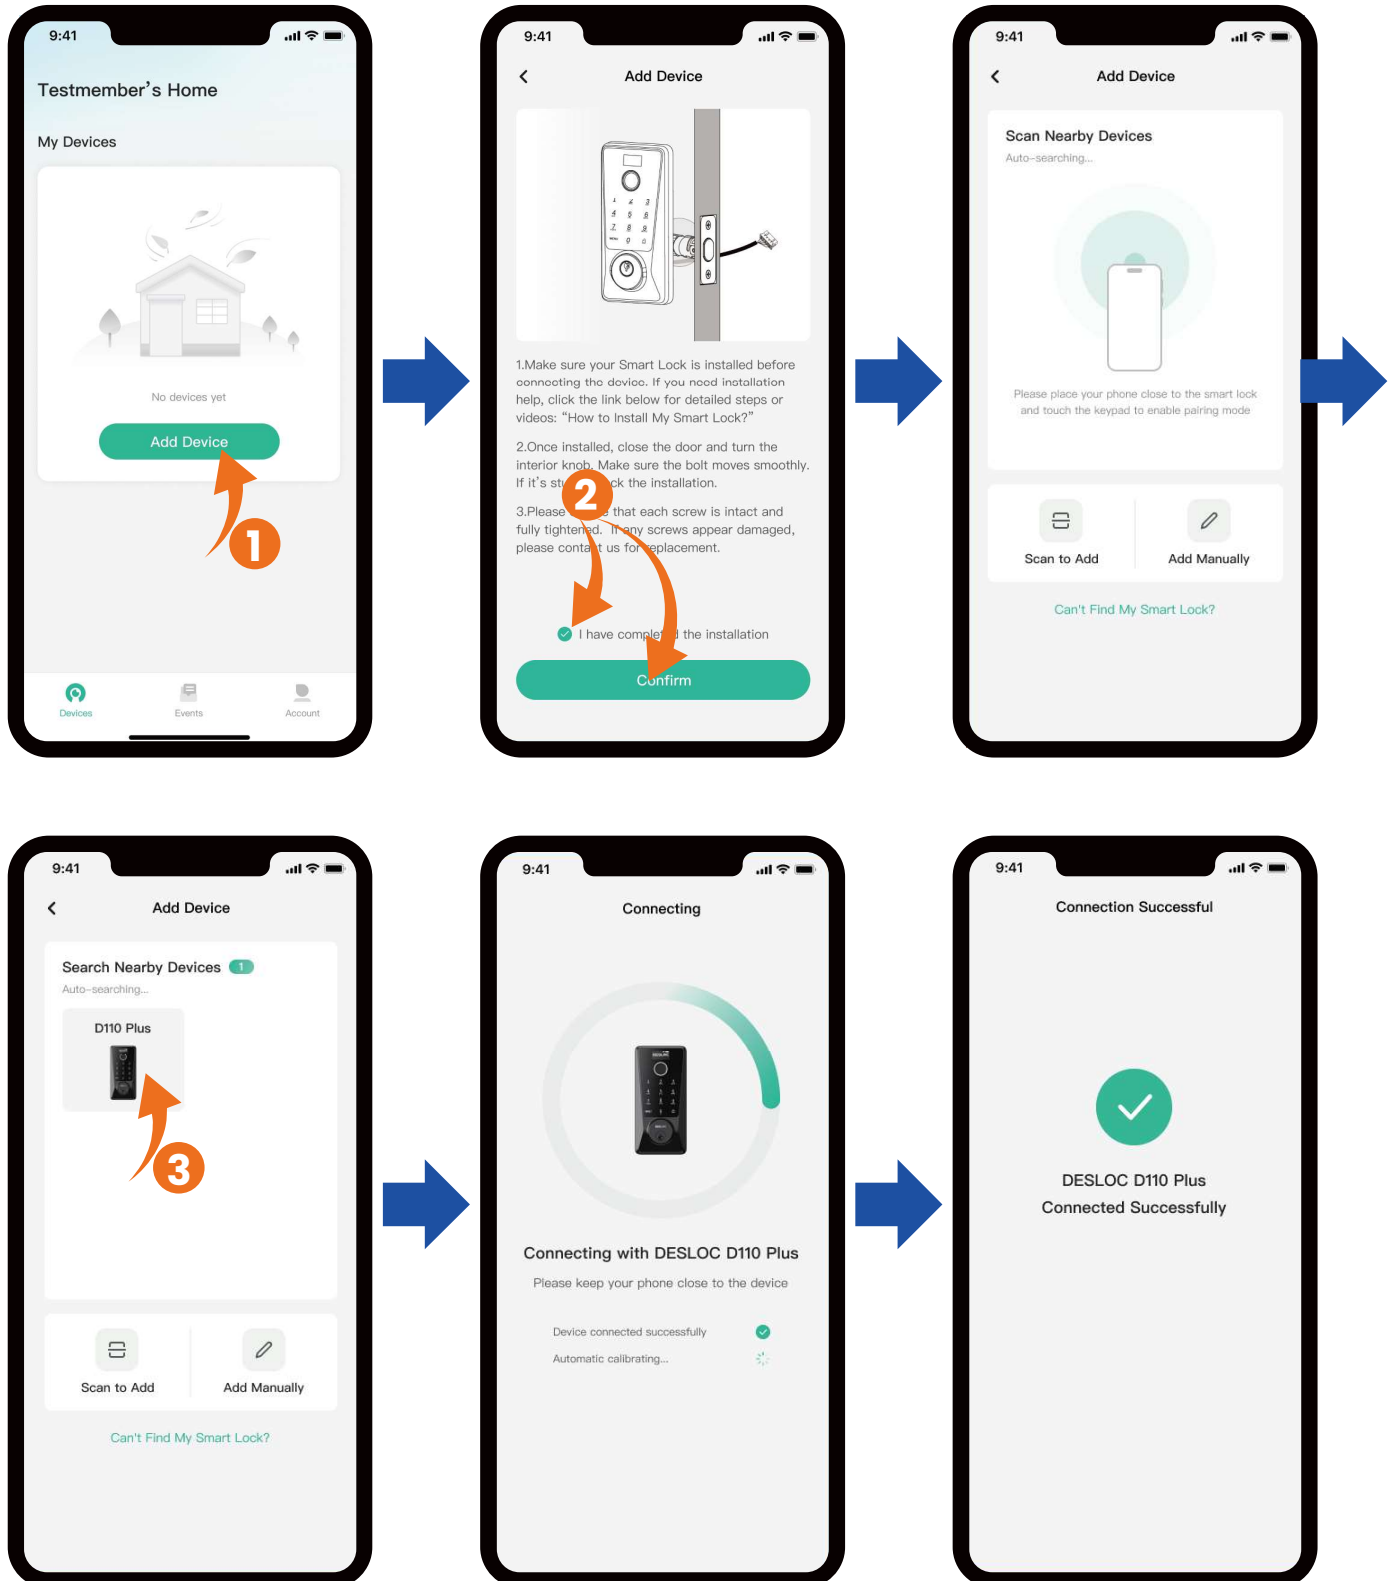 9:41
Testmember’s Home
My Devices
No devices yet
Add Device
1
Devices
Events
Account
9:41
Add Device
1.Make sure your Smart Lock is installed before
connecting the device. If you need installation
help, click the link below for detailed steps or
videos: “How to Install My Smart Lock?”
2.Once installed, close the door and turn the
interior knob. Make sure the bolt moves smoothly.
If it’s the installation.
3.Please that each screw is intact and
fully tightened. If any screws appear damaged,
please contact us for replacement.
2
I have completed the installation
Confirm
9:41
Add Device
Scan Nearby Devices
Auto-searching...
Please place your phone close to the smart lock
and touch the keypad to enable pairing mode
Scan to Add
Add Manually
Can't Find My Smart Lock?
9:41
Add Device
Search Nearby Devices 1
Auto-searching...
D110 Plus
3
Scan to Add
Add Manually
Can't Find My Smart Lock?
9:41
Connecting
Connecting with DESLOC D110 Plus
Please keep your phone close to the device
Device connected successfully
Automatic calibrating...
9:41
Connection Successful
DESLOC D110 Plus
Connected Successfully